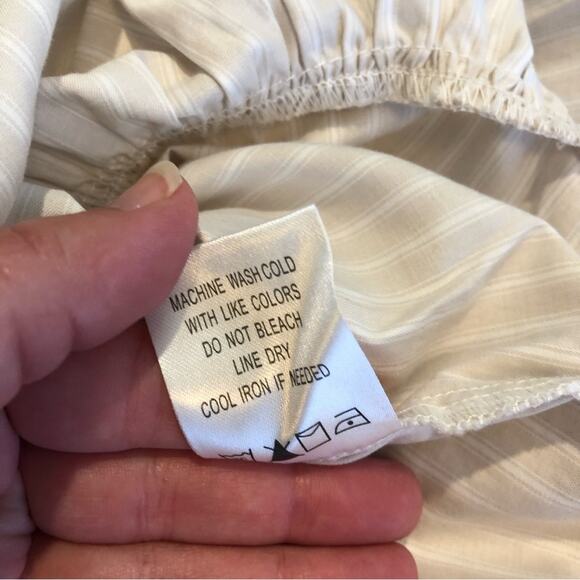 MACHINE WASH COLD
WITH LIKE COLORS
DO NOT BLEACH
LINE DRY
COOL IRON IF NEEDED